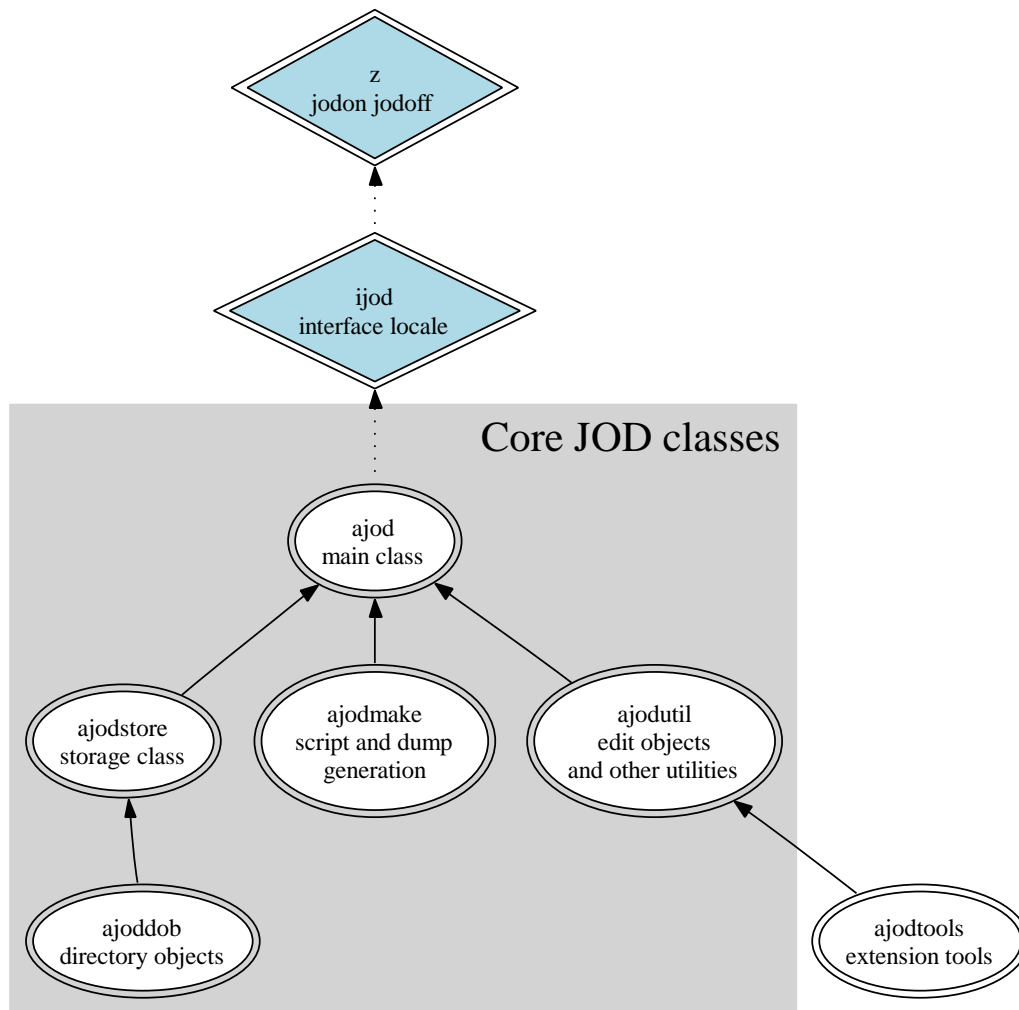 z
jodon jodoff
ijod
interface locale
Core JOD classes
ajod
main class
ajodstore
storage class
ajodmake
script and dump
generation
ajodutil
edit objects
and other utilities
ajoddob
directory objects
ajodtools
extension tools